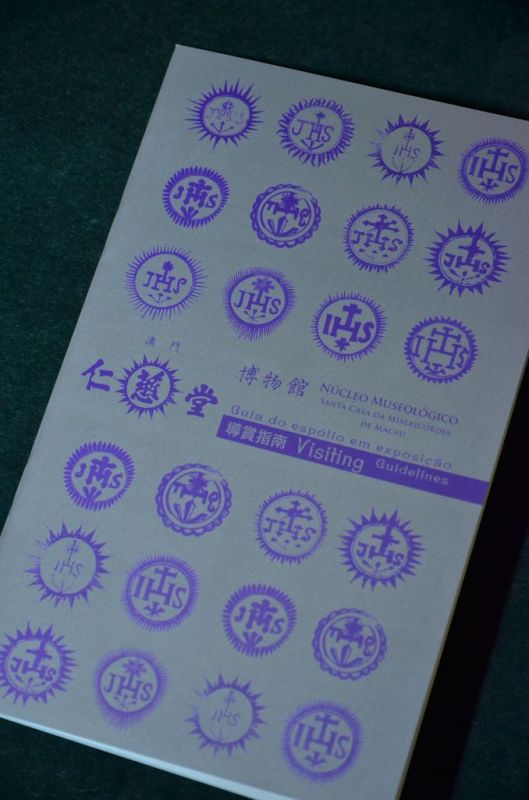 澳門
仁慈堂
博物館
NÚCLEO MUSEOLÓGICO
SANTA CASA DA MISERICÓRDIA
DE MACAU
Guia do espólio em exposição
導賞指南 Visiting Guidelines